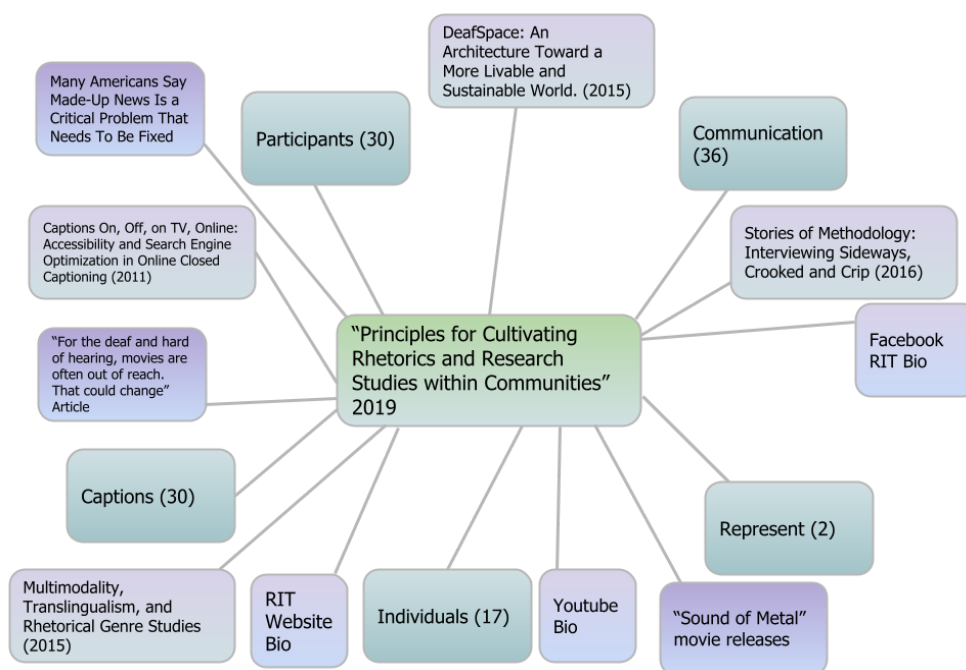 DeafSpace: An
Architecture Toward a
More Livable and
Sustainable World. (2015)
Many Americans Say
Made-Up News Is a
Critical Problem That
Needs To Be Fixed
Participants (30)
Communication
(36)
Captions On, Off, on TV, Online:
Accessibility and Search Engine
Optimization in Online Closed
Captioning (2011)
Stories of Methodology:
Interviewing Sideways,
Crooked and Crip (2016)
“For the deaf and hard
of hearing, movies are
often out of reach.
That could change”
Article
“Principles for Cultivating
Rhetorics and Research
Studies within Communities”
2019
Facebook
RIT Bio
Captions (30)
Represent (2)
Multimodality,
Translingualism, and
Rhetorical Genre Studies
(2015)
RIT
Website
Bio
Individuals (17)
Youtube
Bio
“Sound of Metal”
movie releases